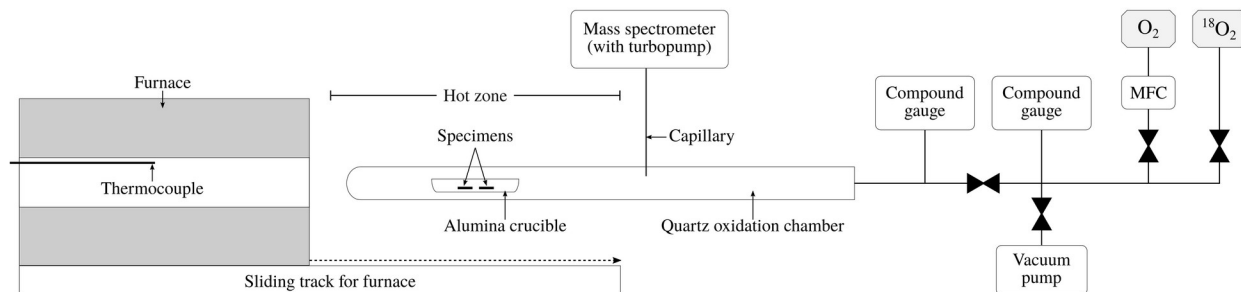 Mass spectrometer
(with turbopump)
O₂
¹⁸O₂
Furnace
Hot zone
Compound
gauge
Compound
gauge
MFC
Specimens
Capillary
Thermocouple
Alumina crucible
Quartz oxidation chamber
Vacuum
pump
Sliding track for furnace